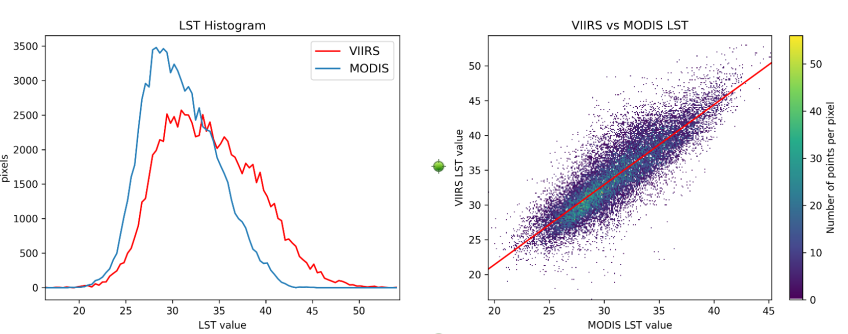 LST Histogram
3500
3000
2500
2000
1500
1000
500
0
pixels
VIIRS
MODIS
20 25 30 35 40 45 50
LST value
VIIRS vs MODIS LST
50
45
40
35
30
25
20
VIIRS LST value
20 25 30 35 40 45
MODIS LST value
50
40
30
20
10
0
Number of points per pixel